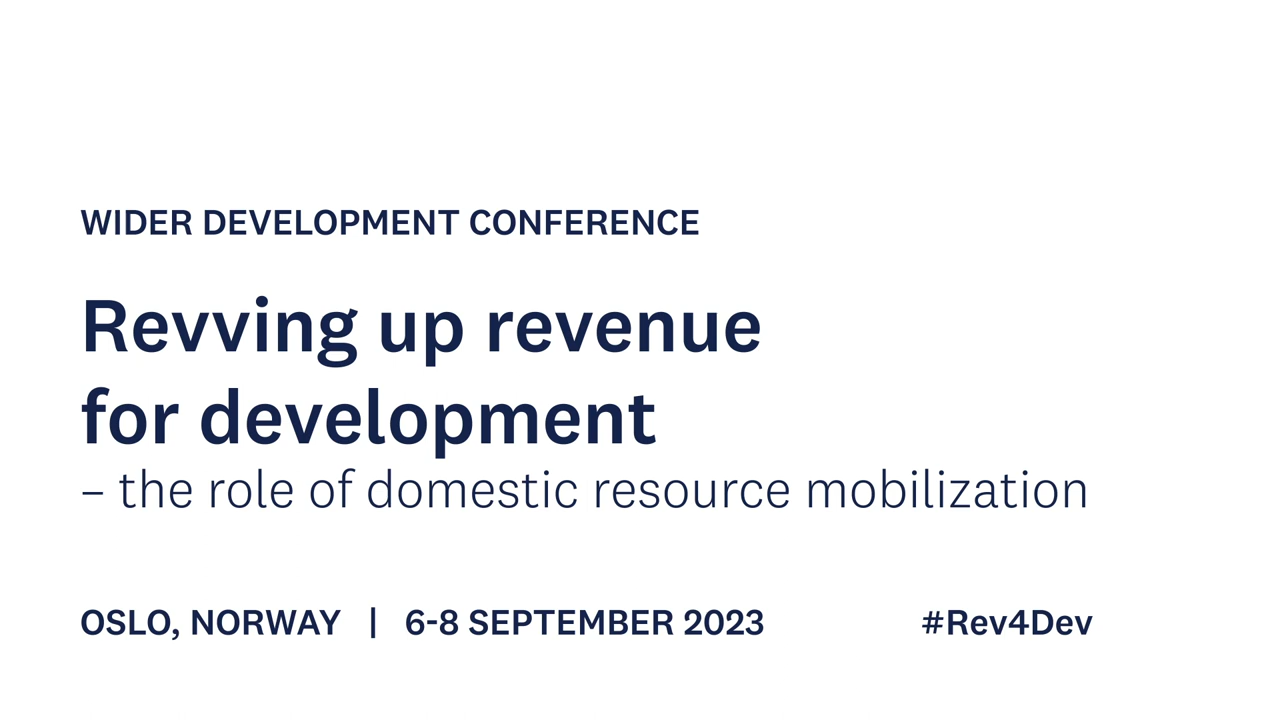 WIDER DEVELOPMENT CONFERENCE
Revving up revenue
for development
– the role of domestic resource mobilization
OSLO, NORWAY | 6-8 SEPTEMBER 2023 #Rev4Dev